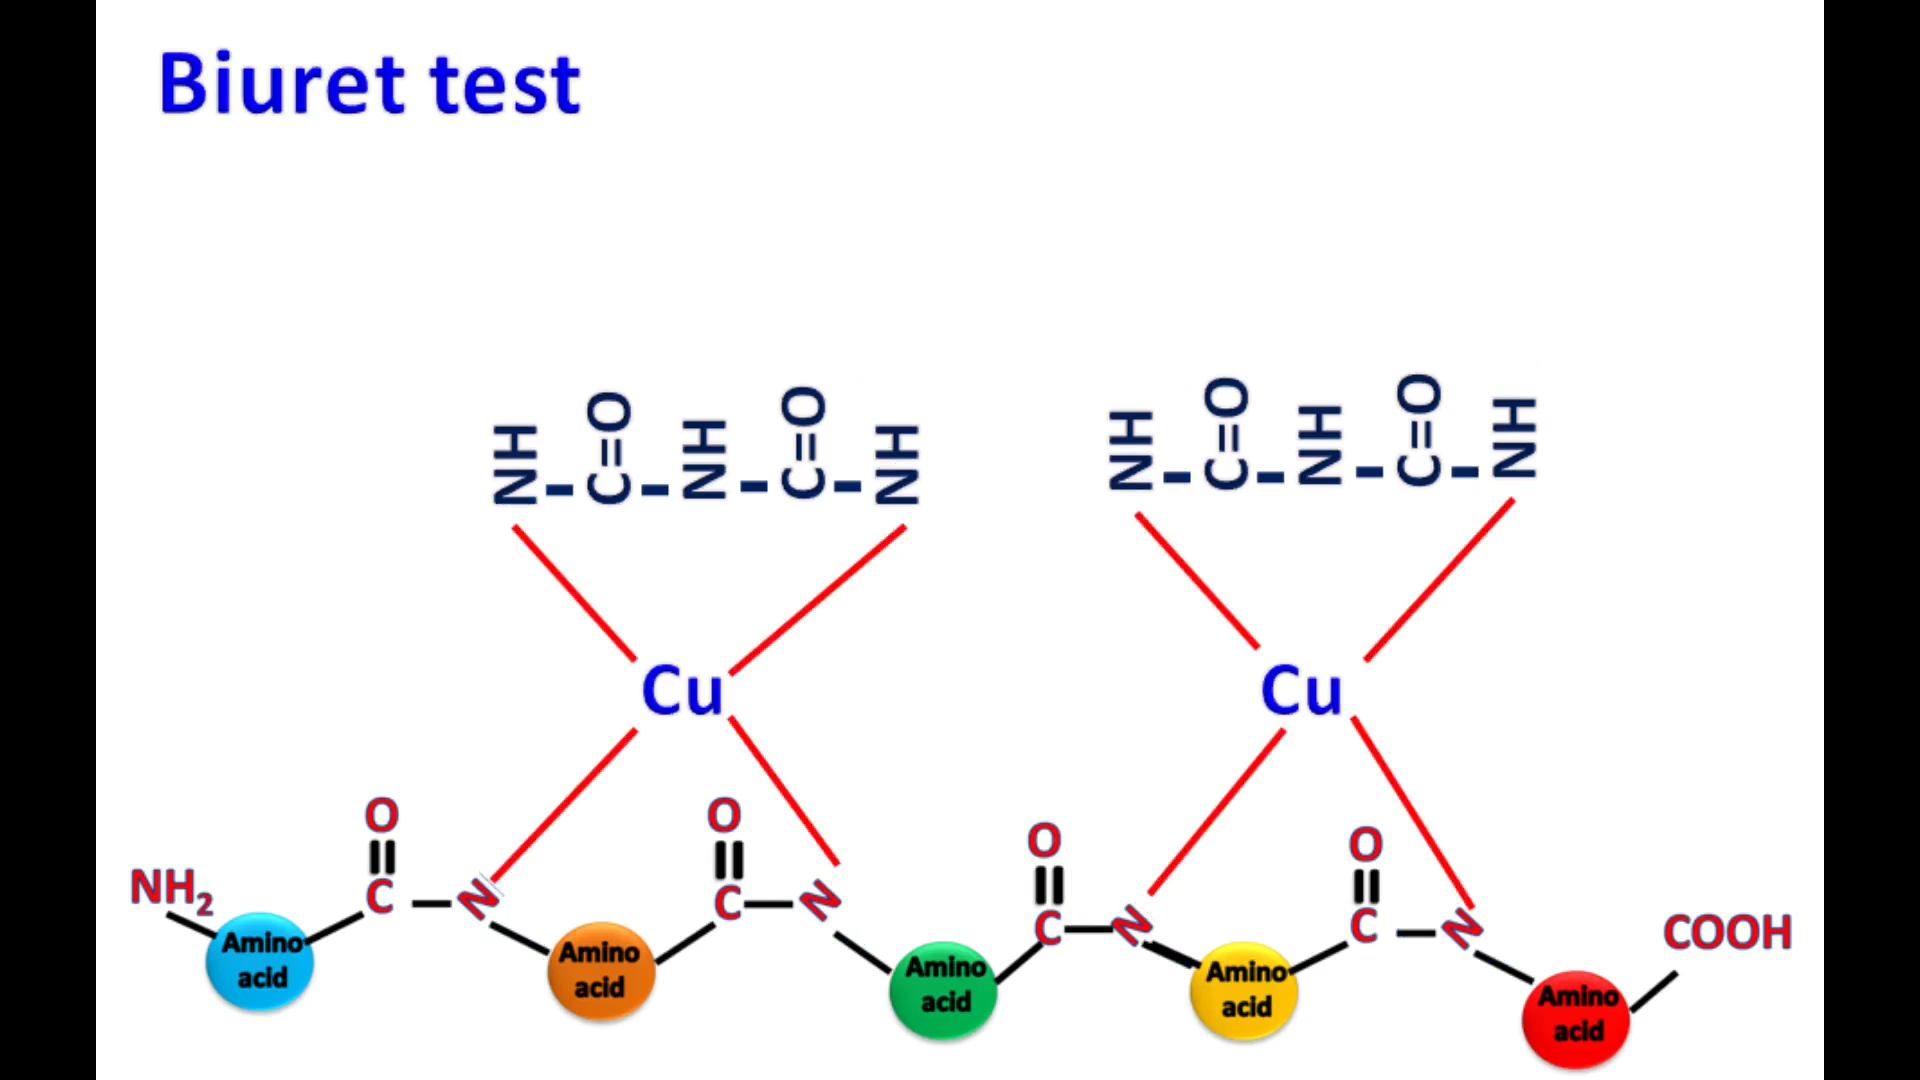 Biuret test
NH-C=O-NH-C=O-NH
NH-C=O-NH-C=O-NH
Cu
Cu
O
O
O
O
NH₂
C
N
C
N
C
N
C
N
COOH
Amino
acid
Amino
acid
Amino
acid
Amino
acid
Amino
acid